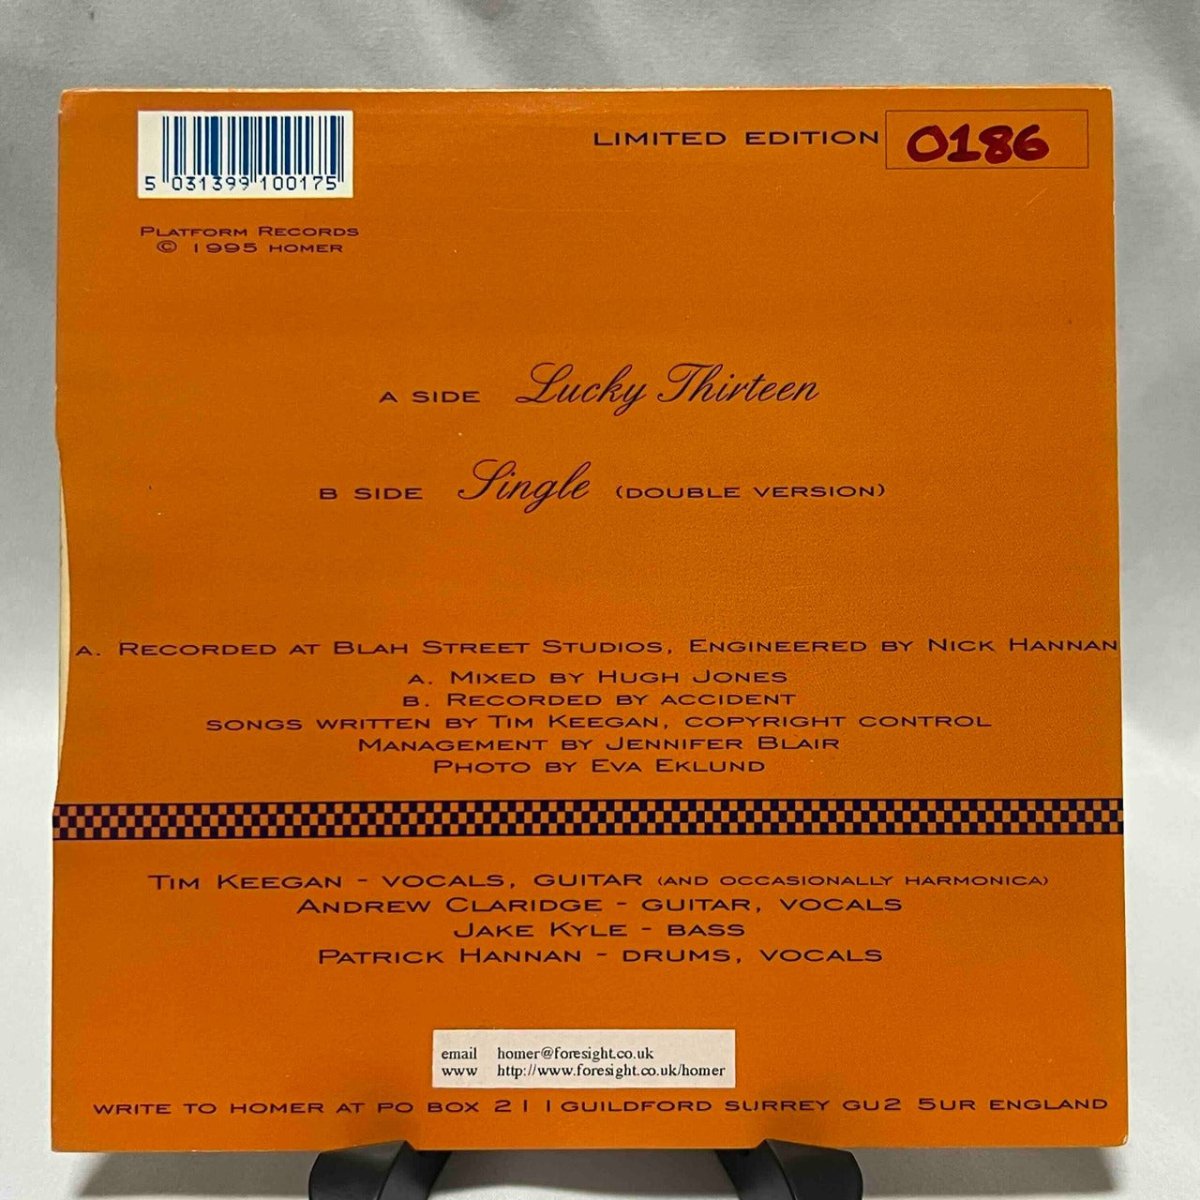 5 031399 100175
LIMITED EDITION 0186
PLATFORM RECORDS
© 1995 HOMER
A SIDE Lucky Thirteen
B SIDE Single (DOUBLE VERSION)
A. RECORDED AT BLAH STREET STUDIOS, ENGINEERED BY NICK HANNAN
A. MIXED BY HUGH JONES
B. RECORDED BY ACCIDENT
SONGS WRITTEN BY TIM KEEGAN, COPYRIGHT CONTROL
MANAGEMENT BY JENNIFER BLAIR
PHOTO BY EVA EKLUND
TIM KEEGAN - VOCALS, GUITAR (AND OCCASIONALLY HARMONICA)
ANDREW CLARIDGE - GUITAR, VOCALS
JAKE KYLE - BASS
PATRICK HANNAN - DRUMS, VOCALS
email homer@foresight.co.uk
www http://www.foresight.co.uk/homer
WRITE TO HOMER AT PO BOX 211 GUILDFORD SURREY GU2 5UR ENGLAND